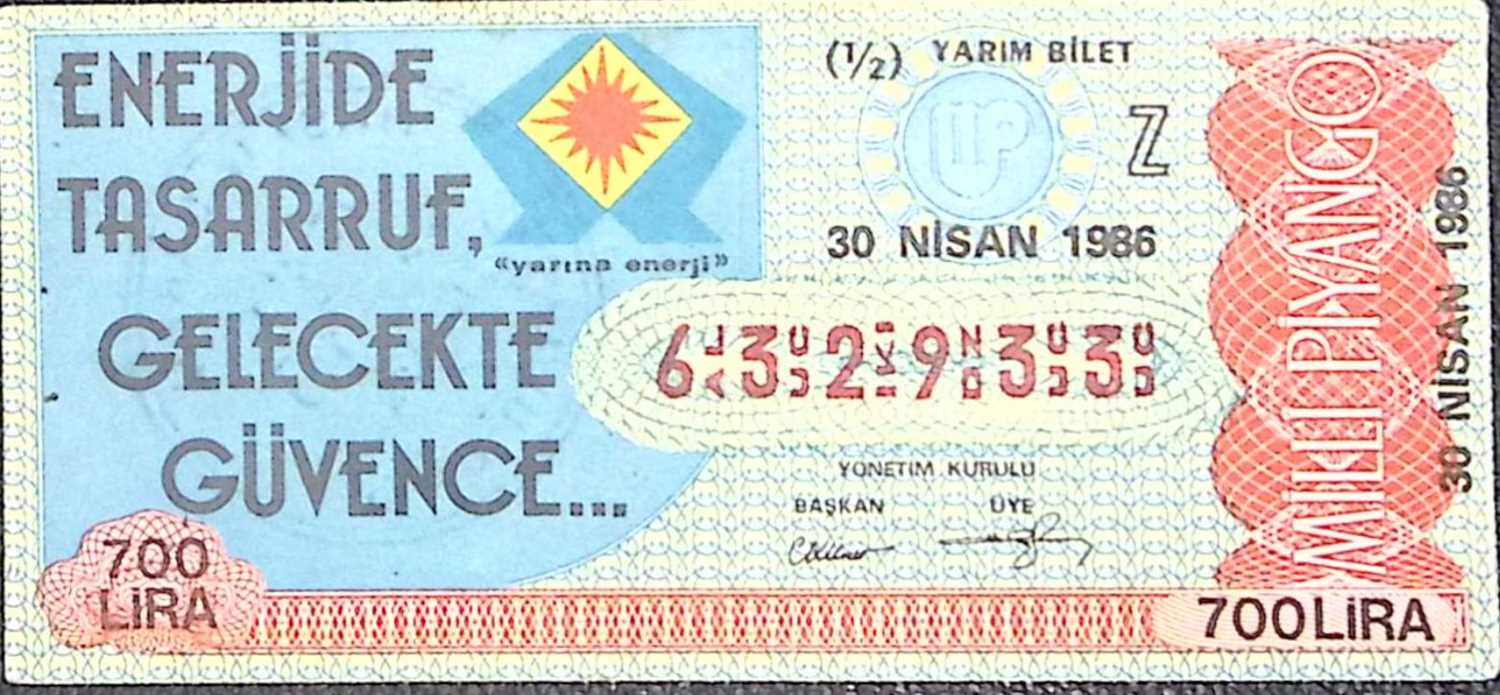 ENERJİDE
TASARRUF,
GELECEKTE
GÜVENCE...
«yarına enerji»
(1/2) YARIM BİLET
MP
Z
30 NİSAN 1986
632933
YÖNETİM KURULU
BAŞKAN ÜYE
700
LİRA
700 LİRA
MİLLİ PİYANGO
30 NİSAN 1986